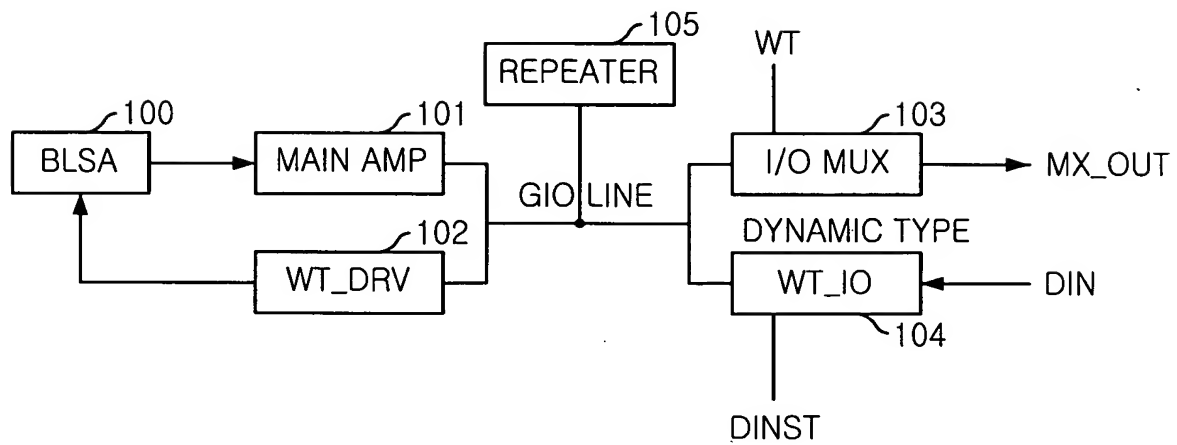 105
REPEATER
WT
100
BLSA
101
MAIN AMP
103
I/O MUX
MX_OUT
GIO LINE
DYNAMIC TYPE
102
WT_DRV
WT_IO
DIN
104
DINST